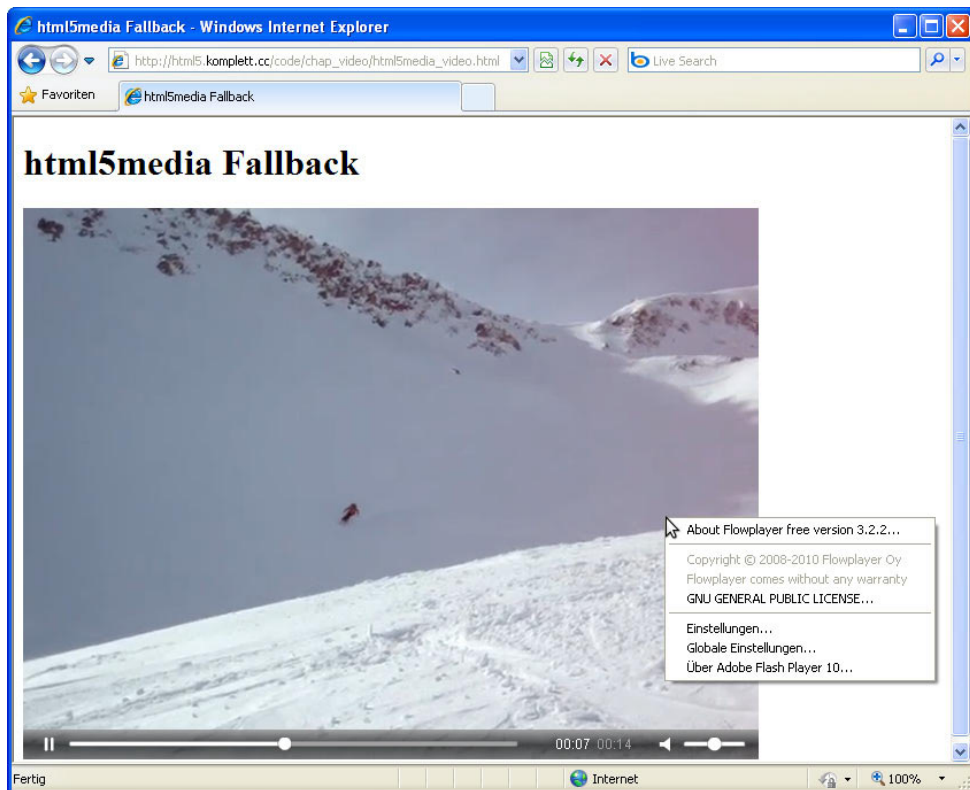 html5media Fallback - Windows Internet Explorer
http://html5.komplett.cc/code/chap_video/html5media_video.html
Live Search
Favoriten
html5media Fallback
html5media Fallback
About Flowplayer free version 3.2.2...
Copyright © 2008-2010 Flowplayer Oy
Flowplayer comes without any warranty
GNU GENERAL PUBLIC LICENSE...
Einstellungen...
Globale Einstellungen...
Über Adobe Flash Player 10...
00:07 00:14
Fertig
Internet
100%